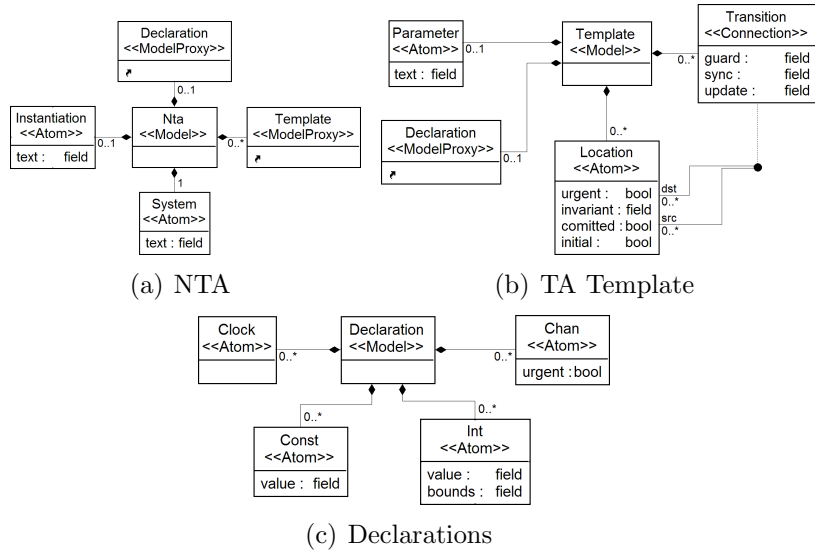 Declaration
<<ModelProxy>>
0..1
Instantiation
<<Atom>>
text : field
0..1
Nta
<<Model>>
0..*
Template
<<ModelProxy>>
1
System
<<Atom>>
text : field
(a) NTA
Parameter
<<Atom>>
text : field
0..1
Template
<<Model>>
0..*
Transition
<<Connection>>
guard : field
sync : field
update : field
Declaration
<<ModelProxy>>
0..1
0..*
Location
<<Atom>>
urgent : bool
invariant : field
comitted : bool
initial : bool
dst
0..*
src
0..*
(b) TA Template
Clock
<<Atom>>
0..*
Declaration
<<Model>>
0..*
Chan
<<Atom>>
urgent : bool
0..*
Const
<<Atom>>
value : field
0..*
Int
<<Atom>>
value : field
bounds : field
(c) Declarations